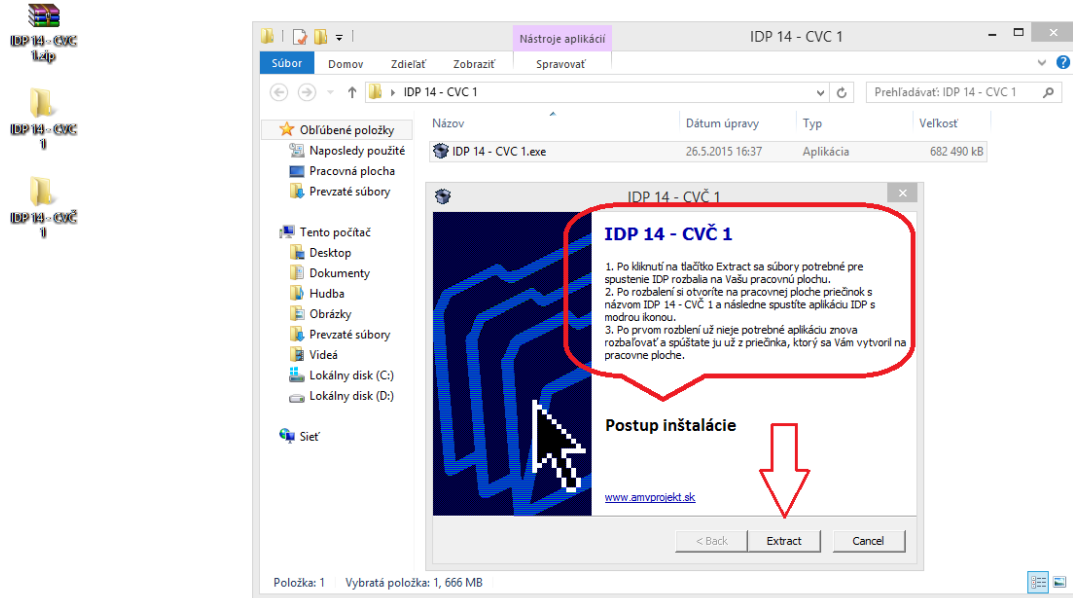 IDP 14 - CVC
1.zip
IDP 14 - CVC
1
IDP 14 - CVČ
1
Nástroje aplikácií
IDP 14 - CVC 1
Súbor Domov Zdieľať Zobraziť Spravovať
IDP 14 - CVC 1
Prehľadávať: IDP 14 - CVC 1
Obľúbené položky
Naposledy použité
Pracovná plocha
Prevzaté súbory
Tento počítač
Desktop
Dokumenty
Hudba
Obrázky
Prevzaté súbory
Videá
Lokálny disk (C:)
Lokálny disk (D:)
Sieť
Názov Dátum úpravy Typ Veľkosť
IDP 14 - CVC 1.exe 26.5.2015 16:37 Aplikácia 682 490 kB
IDP 14 - CVČ 1
IDP 14 - CVČ 1
1. Po kliknutí na tlačítko Extract sa súbory potrebné pre
spustenie IDP rozbalia na Vašu pracovnú plochu.
2. Po rozbalení si otvoríte na pracovnej ploche priečinok s
názvom IDP 14 - CVČ 1 a následne spustíte aplikáciu IDP s
modrou ikonou.
3. Po prvom rozblení už nieje potrebné aplikáciu znova
rozbaľovať a spúštate ju už z priečinka, ktorý sa Vám vytvoril na
pracovne ploche.
Postup inštalácie
www.amvprojekt.sk
< Back Extract Cancel
Položka: 1 Vybratá položka: 1, 666 MB